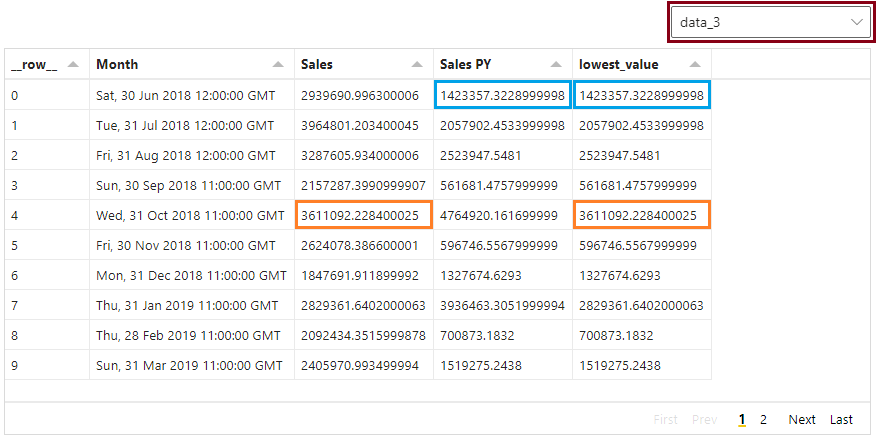 data_3
__row__ Month Sales Sales PY lowest_value
0 Sat, 30 Jun 2018 12:00:00 GMT 2939690.996300006 1423357.3228999998 1423357.3228999998
1 Tue, 31 Jul 2018 12:00:00 GMT 3964801.203400045 2057902.4533999998 2057902.4533999998
2 Fri, 31 Aug 2018 12:00:00 GMT 3287605.934000006 2523947.5481 2523947.5481
3 Sun, 30 Sep 2018 11:00:00 GMT 2157287.3990999907 561681.4757999999 561681.4757999999
4 Wed, 31 Oct 2018 11:00:00 GMT 3611092.228400025 4764920.161699999 3611092.228400025
5 Fri, 30 Nov 2018 11:00:00 GMT 2624078.386600001 596746.5567999999 596746.5567999999
6 Mon, 31 Dec 2018 11:00:00 GMT 1847691.911899992 1327674.6293 1327674.6293
7 Thu, 31 Jan 2019 11:00:00 GMT 2829361.6402000063 3936463.3051999994 2829361.6402000063
8 Thu, 28 Feb 2019 11:00:00 GMT 2092434.3515999878 700873.1832 700873.1832
9 Sun, 31 Mar 2019 11:00:00 GMT 2405970.993499994 1519275.2438 1519275.2438
First Prev 1 2 Next Last